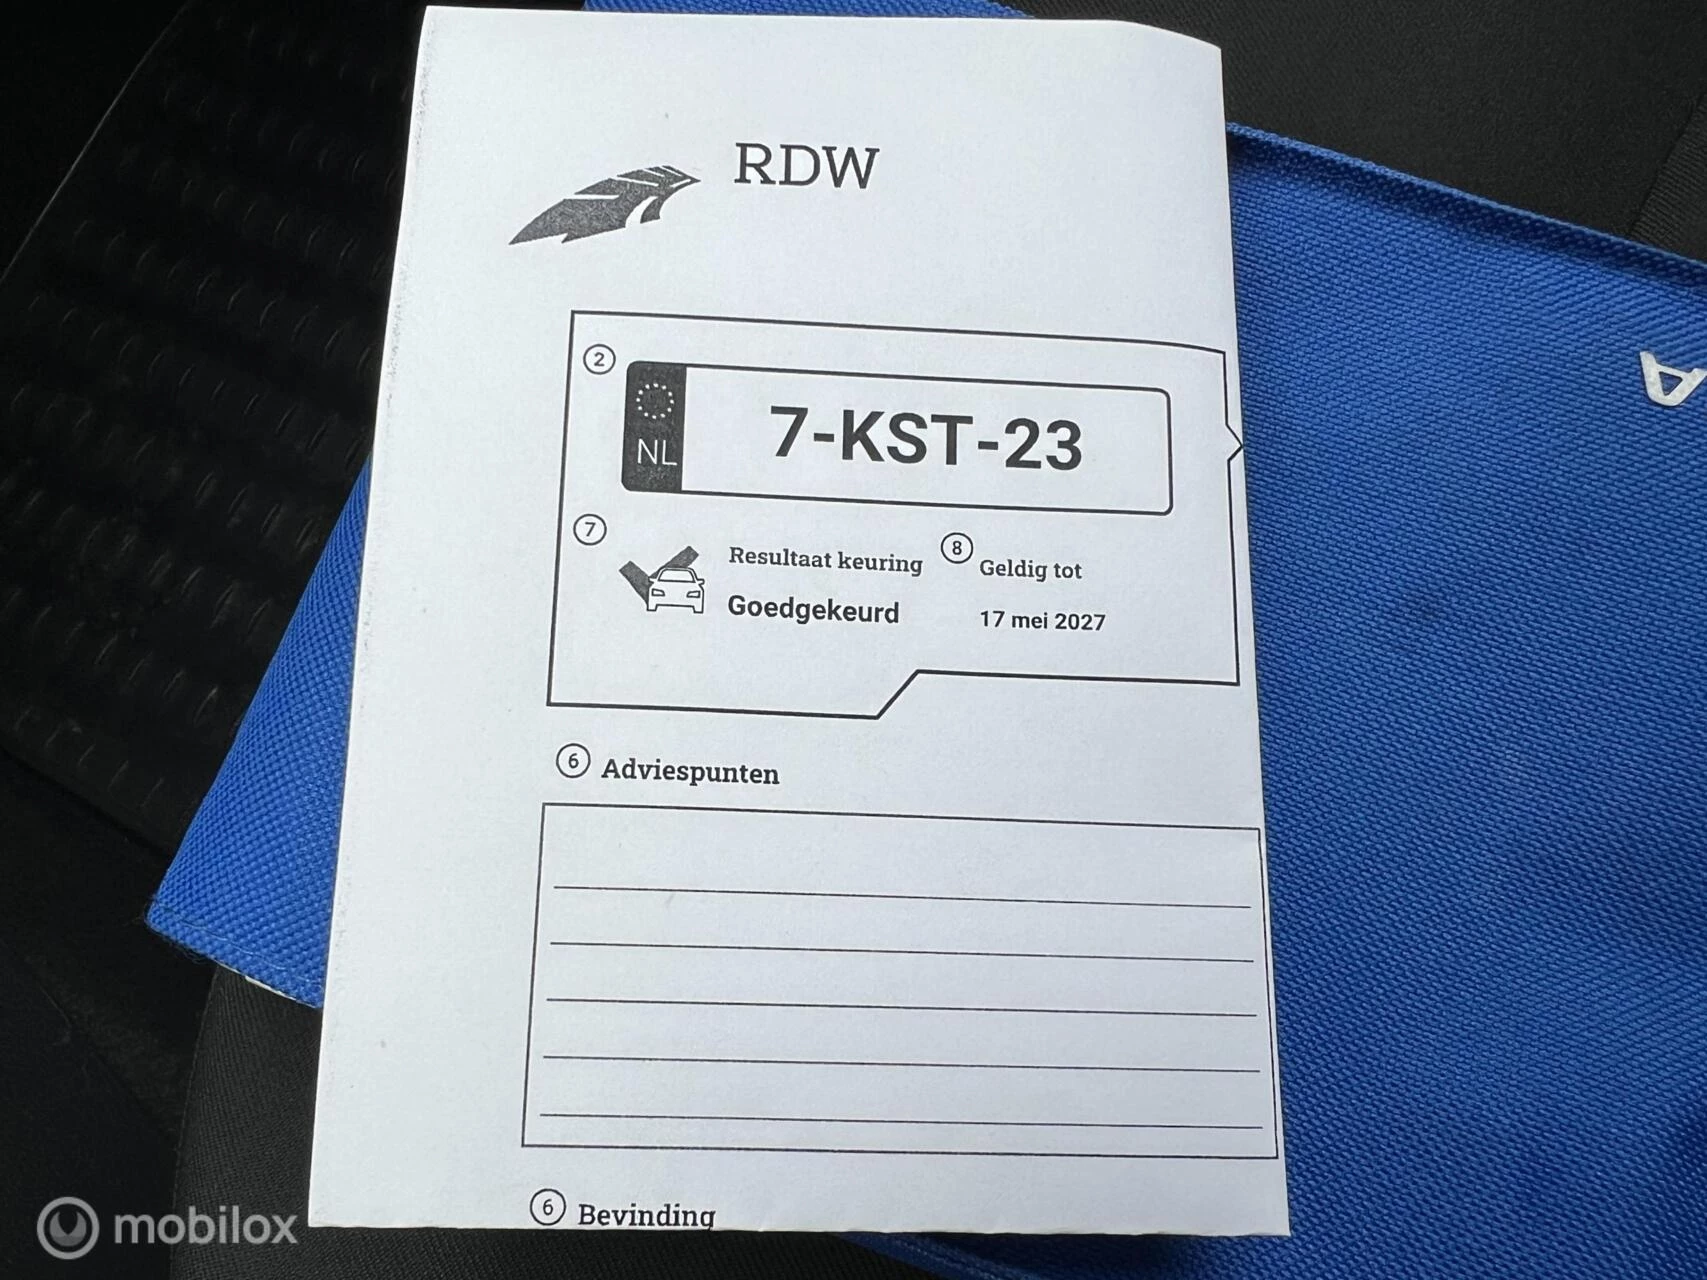 RDW
2
NL
7-KST-23
7
Resultaat keuring
8
Geldig tot
Goedgekeurd
17 mei 2027
6 Adviespunten
6 Bevinding
A
mobilox